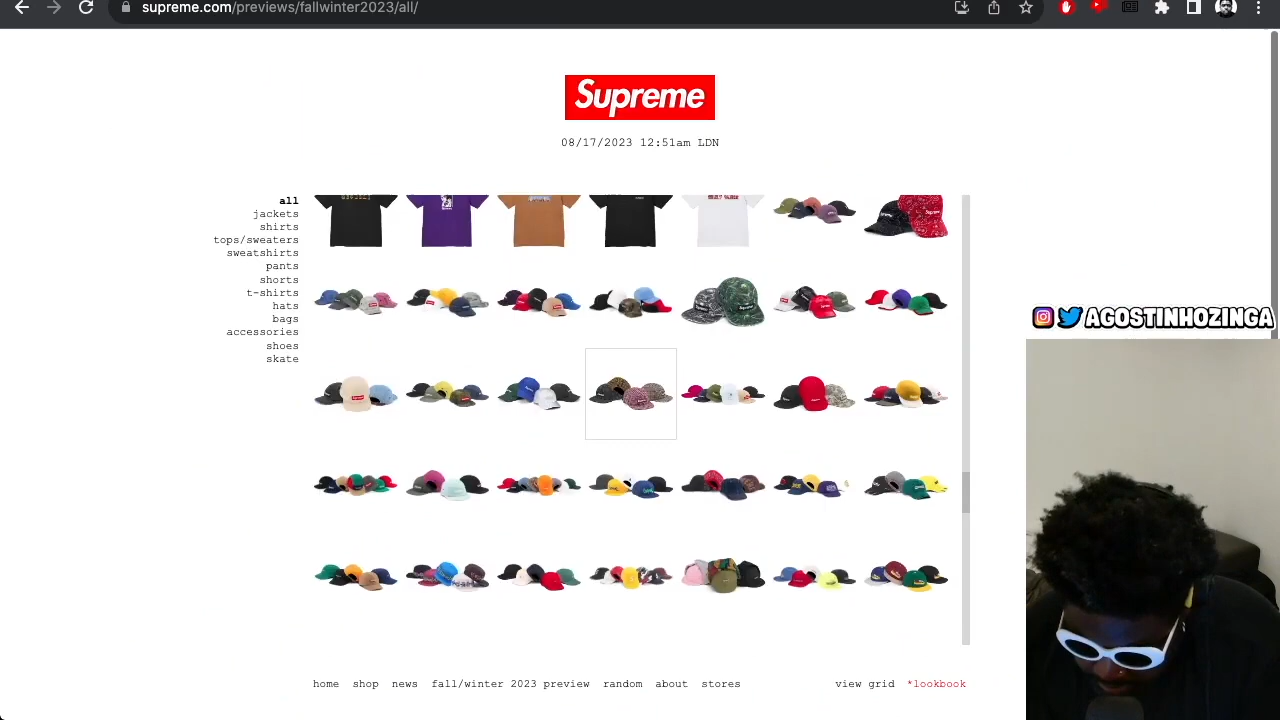 supreme.com/previews/fallwinter2023/all/
Supreme
08/17/2023 12:51am LDN
all
jackets
shirts
tops/sweaters
sweatshirts
pants
shorts
t-shirts
hats
bags
accessories
shoes
skate
AGOSTINHOZINGA
home shop news fall/winter 2023 preview random about stores
view grid *lookbook